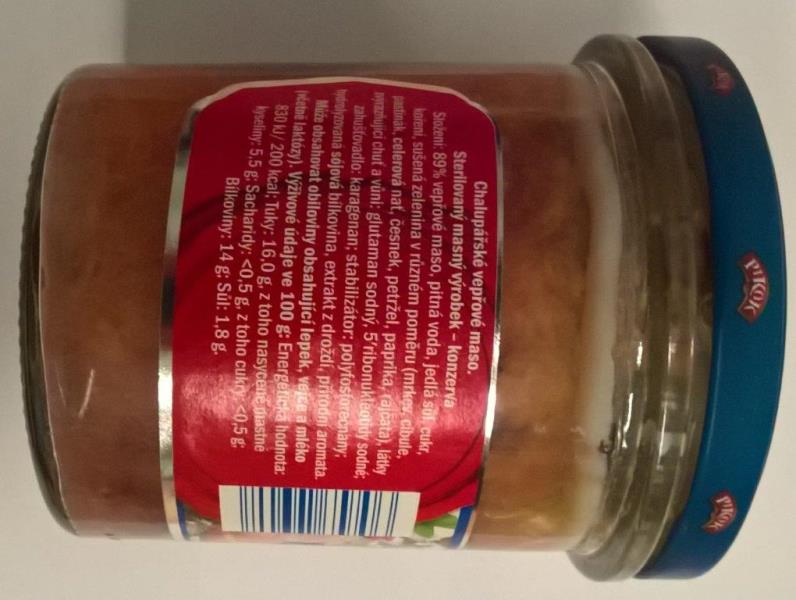 Chalupářské vepřové maso.
Sterilovaný masný výrobek – konzerva
Složení: 89% vepřové maso, pitná voda, jedlá sůl, cukr,
koření, sušená zelenina v různém poměru (mrkev, cibule,
pastinák, celerová nať, česnek, petržel, paprika, rajčata), látky
zvýrazňující chuť a vůni: glutaman sodný, 5'ribonukleotidy sodné;
zahušťovadlo: karagenan; stabilizátor: polyfosforečnany;
hydrolyzovaná sojová bílkovina, extrakt z droždí, přírodní aromata.
Může obsahovat obiloviny obsahující lepek, vejce a mléko
(včetně laktózy). Výživové údaje ve 100 g: Energetická hodnota:
830 kJ/ 200 kcal; Tuky: 16.0 g, z toho nasycené mastné
kyseliny: 5,5 g; Sacharidy: <0,5 g, z toho cukry: <0,5 g;
Bílkoviny: 14 g; Sůl: 1,8 g
PIKOK
PIKOK